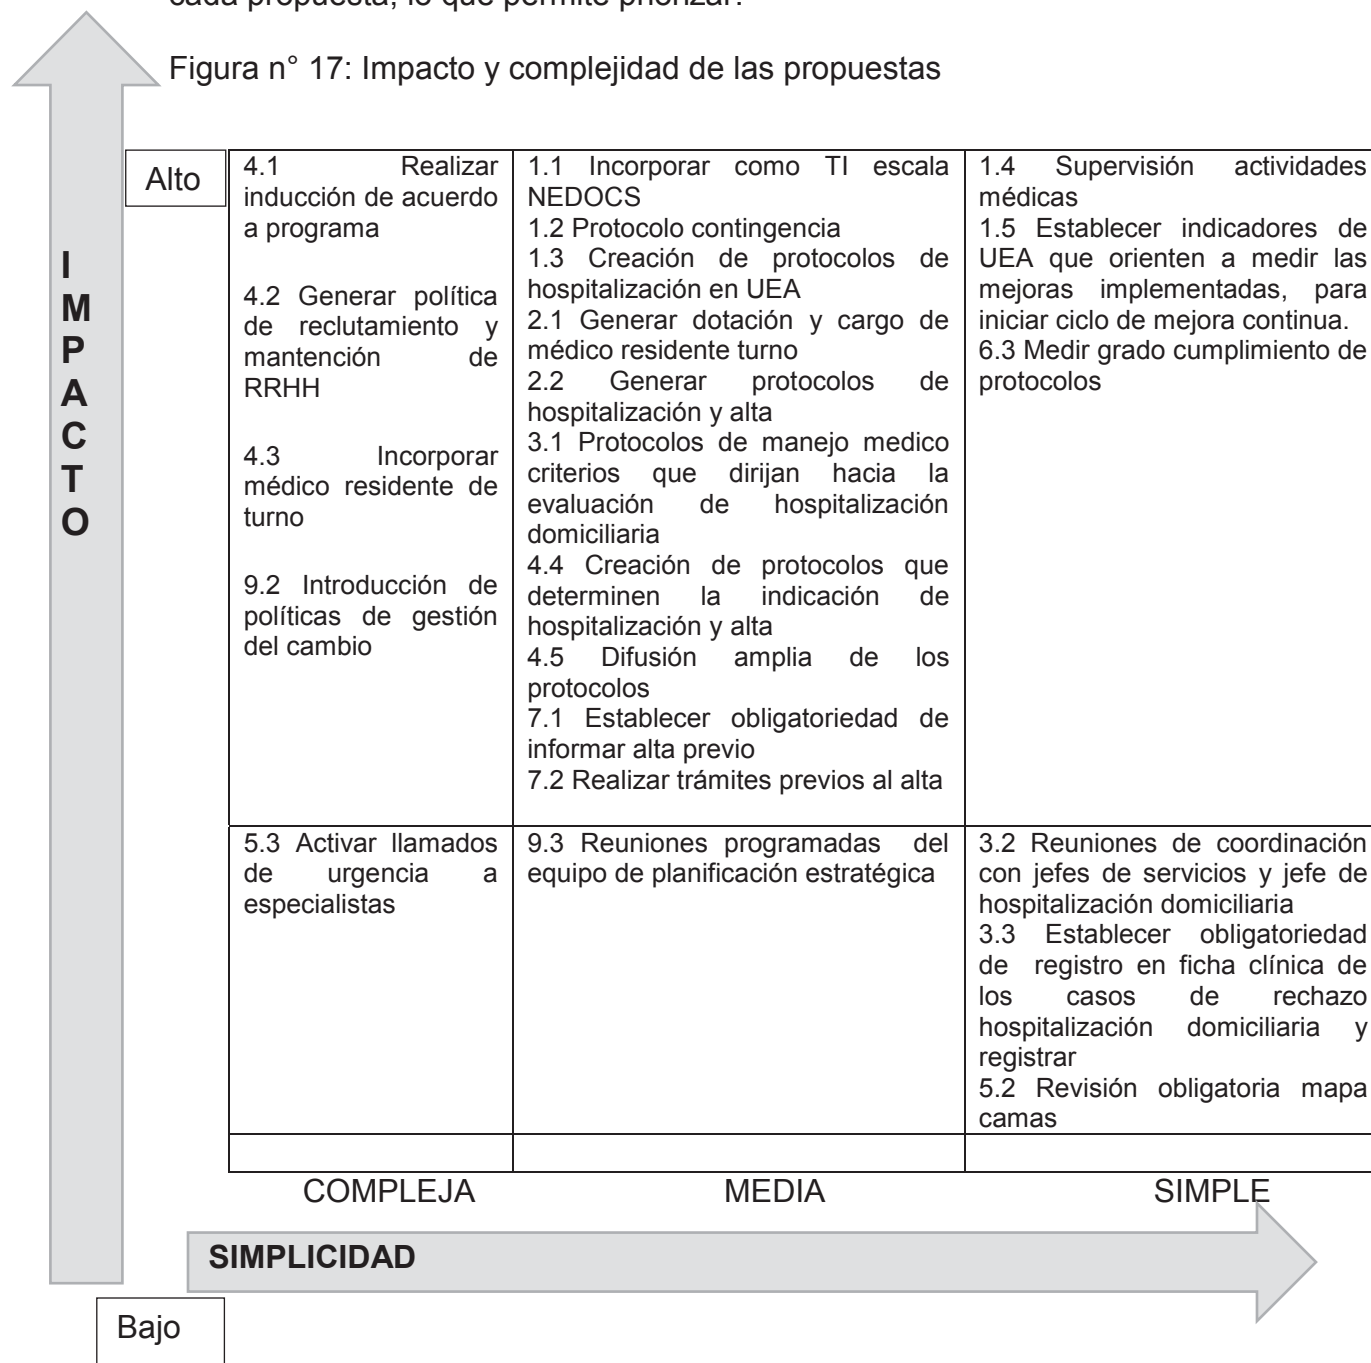 cada propuesta, lo que permite priorizar.
Figura n° 17: Impacto y complejidad de las propuestas
I
M
P
A
C
T
O
Alto
4.1 Realizar
inducción de acuerdo
a programa
4.2 Generar política
de reclutamiento y
mantención de
RRHH
4.3 Incorporar
médico residente de
turno
9.2 Introducción de
políticas de gestión
del cambio
1.1 Incorporar como TI escala
NEDOCS
1.2 Protocolo contingencia
1.3 Creación de protocolos de
hospitalización en UEA
2.1 Generar dotación y cargo de
médico residente turno
2.2 Generar protocolos de
hospitalización y alta
3.1 Protocolos de manejo medico
criterios que dirijan hacia la
evaluación de hospitalización
domiciliaria
4.4 Creación de protocolos que
determinen la indicación de
hospitalización y alta
4.5 Difusión amplia de los
protocolos
7.1 Establecer obligatoriedad de
informar alta previo
7.2 Realizar trámites previos al alta
1.4 Supervisión actividades
médicas
1.5 Establecer indicadores de
UEA que orienten a medir las
mejoras implementadas, para
iniciar ciclo de mejora continua.
6.3 Medir grado cumplimiento de
protocolos
5.3 Activar llamados
de urgencia a
especialistas
9.3 Reuniones programadas del
equipo de planificación estratégica
3.2 Reuniones de coordinación
con jefes de servicios y jefe de
hospitalización domiciliaria
3.3 Establecer obligatoriedad
de registro en ficha clínica de
los casos de rechazo
hospitalización domiciliaria y
registrar
5.2 Revisión obligatoria mapa
camas
COMPLEJA
MEDIA
SIMPLE
SIMPLICIDAD
Bajo